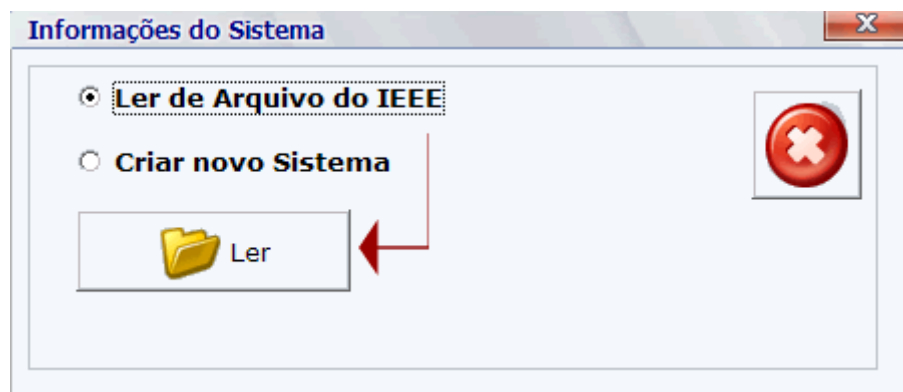 Informações do Sistema
Ler de Arquivo do IEEE
Criar novo Sistema
Ler